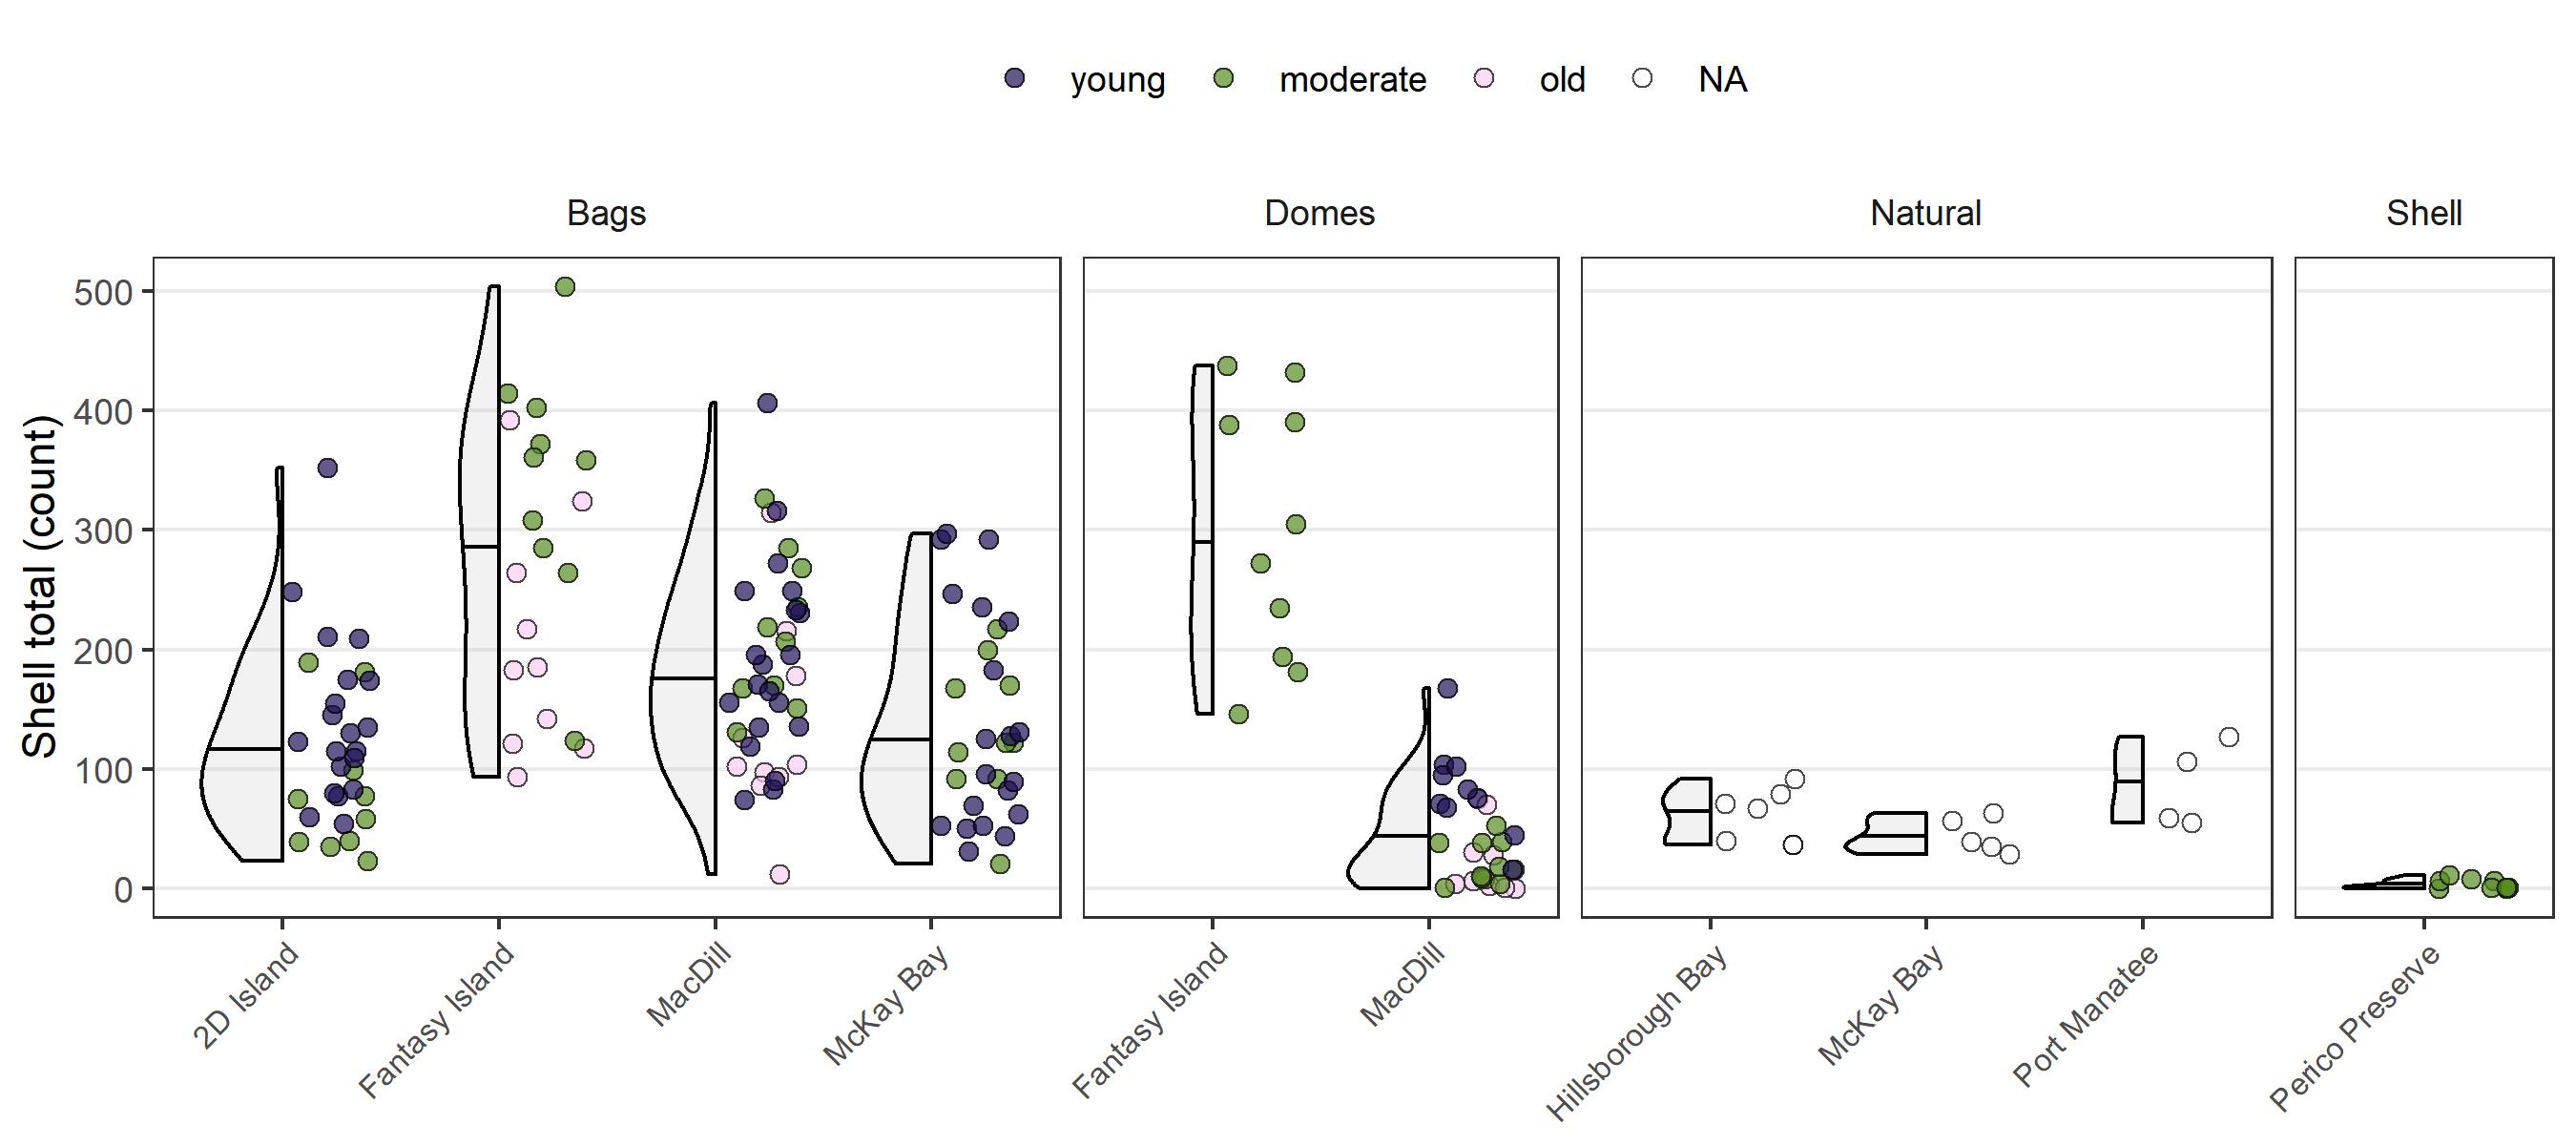 young moderate old NA
Bags Domes Natural Shell
Shell total (count)
500
400
300
200
100
0
2D Island
Fantasy Island
MacDill
McKay Bay
Fantasy Island
MacDill
Hillsborough Bay
McKay Bay
Port Manatee
Perico Preserve